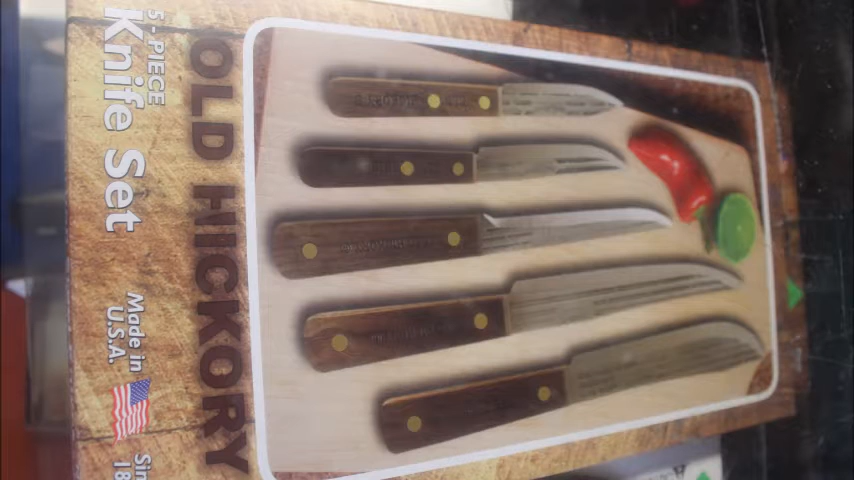 OLD HICKORY
5-PIECE
Knife Set
Made in
U.S.A.